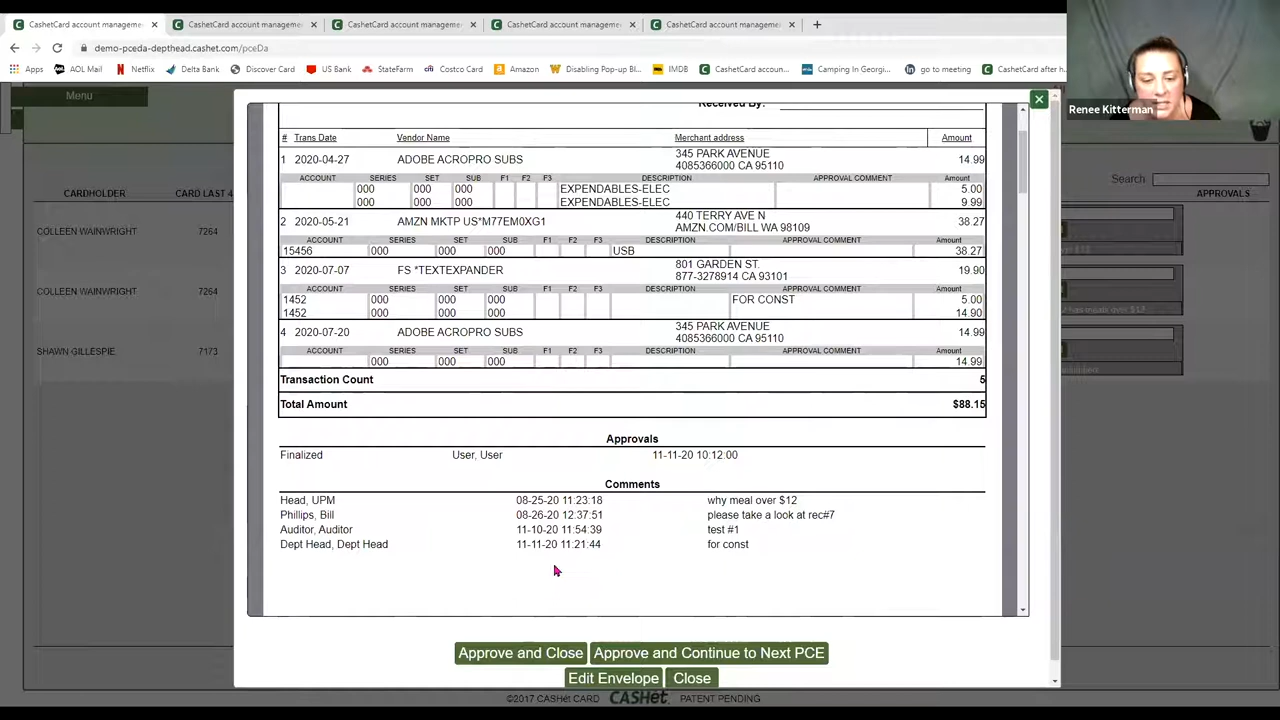 CashetCard account manageme
CashetCard account managemen
CashetCard account managemen
CashetCard account managemen
CashetCard account managemen
demo-pceda-depthead.cashet.com/pceDa
Apps AOL Mail Netflix Delta Bank Discover Card US Bank StateFarm Costco Card Amazon Disabling Pop-up Bl... IMDB CashetCard accoun... Camping In Georgi... go to meeting CashetCard after h
Renee Kitterman
Menu
Search
CARDHOLDER CARD LAST 4
APPROVALS
COLLEEN WAINWRIGHT 7264
COLLEEN WAINWRIGHT 7264
SHAWN GILLESPIE 7173
Received By:
# Trans Date Vendor Name Merchant address Amount
1 2020-04-27 ADOBE ACROPRO SUBS 345 PARK AVENUE 14.99
4085366000 CA 95110
ACCOUNT SERIES SET SUB F1 F2 F3 DESCRIPTION APPROVAL COMMENT Amount
000 000 000 EXPENDABLES-ELEC 5.00
000 000 000 EXPENDABLES-ELEC 9.99
2 2020-05-21 AMZN MKTP US*M77EM0XG1 440 TERRY AVE N 38.27
AMZN.COM/BILL WA 98109
ACCOUNT SERIES SET SUB F1 F2 F3 DESCRIPTION APPROVAL COMMENT Amount
15456 000 000 000 USB 38.27
3 2020-07-07 FS *TEXTEXPANDER 801 GARDEN ST. 19.90
877-3278914 CA 93101
ACCOUNT SERIES SET SUB F1 F2 F3 DESCRIPTION APPROVAL COMMENT Amount
1452 000 000 000 FOR CONST 5.00
1452 000 000 000 14.90
4 2020-07-20 ADOBE ACROPRO SUBS 345 PARK AVENUE 14.99
4085366000 CA 95110
ACCOUNT SERIES SET SUB F1 F2 F3 DESCRIPTION APPROVAL COMMENT Amount
000 000 000 14.99
Transaction Count 5
Total Amount $88.15
Approvals
Finalized User, User 11-11-20 10:12:00
Comments
Head, UPM 08-25-20 11:23:18 why meal over $12
Phillips, Bill 08-26-20 12:37:51 please take a look at rec#7
Auditor, Auditor 11-10-20 11:54:39 test #1
Dept Head, Dept Head 11-11-20 11:21:44 for const
Approve and Close Approve and Continue to Next PCE
Edit Envelope Close
©2017 CASHét CARD CASHét PATENT PENDING